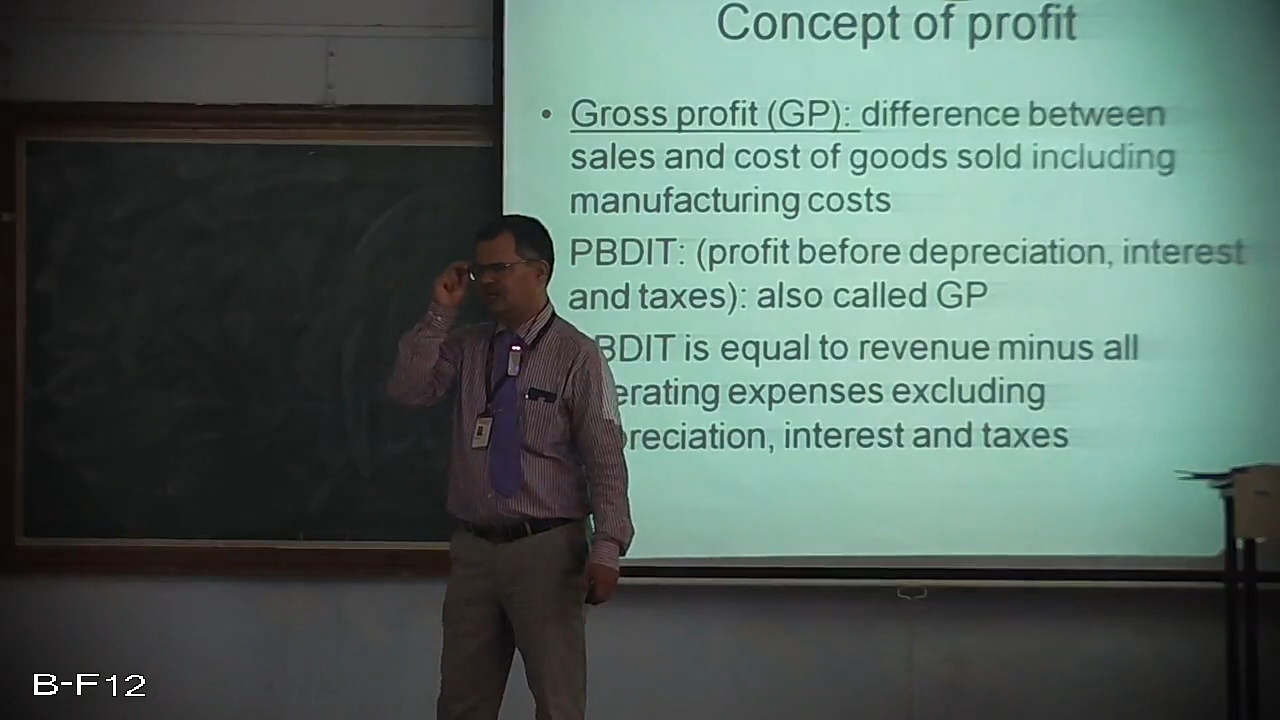 Concept of profit
• Gross profit (GP): difference between
sales and cost of goods sold including
manufacturing costs
PBDIT: (profit before depreciation, interest
and taxes): also called GP
BDIT is equal to revenue minus all
erating expenses excluding
preciation, interest and taxes
B-F12